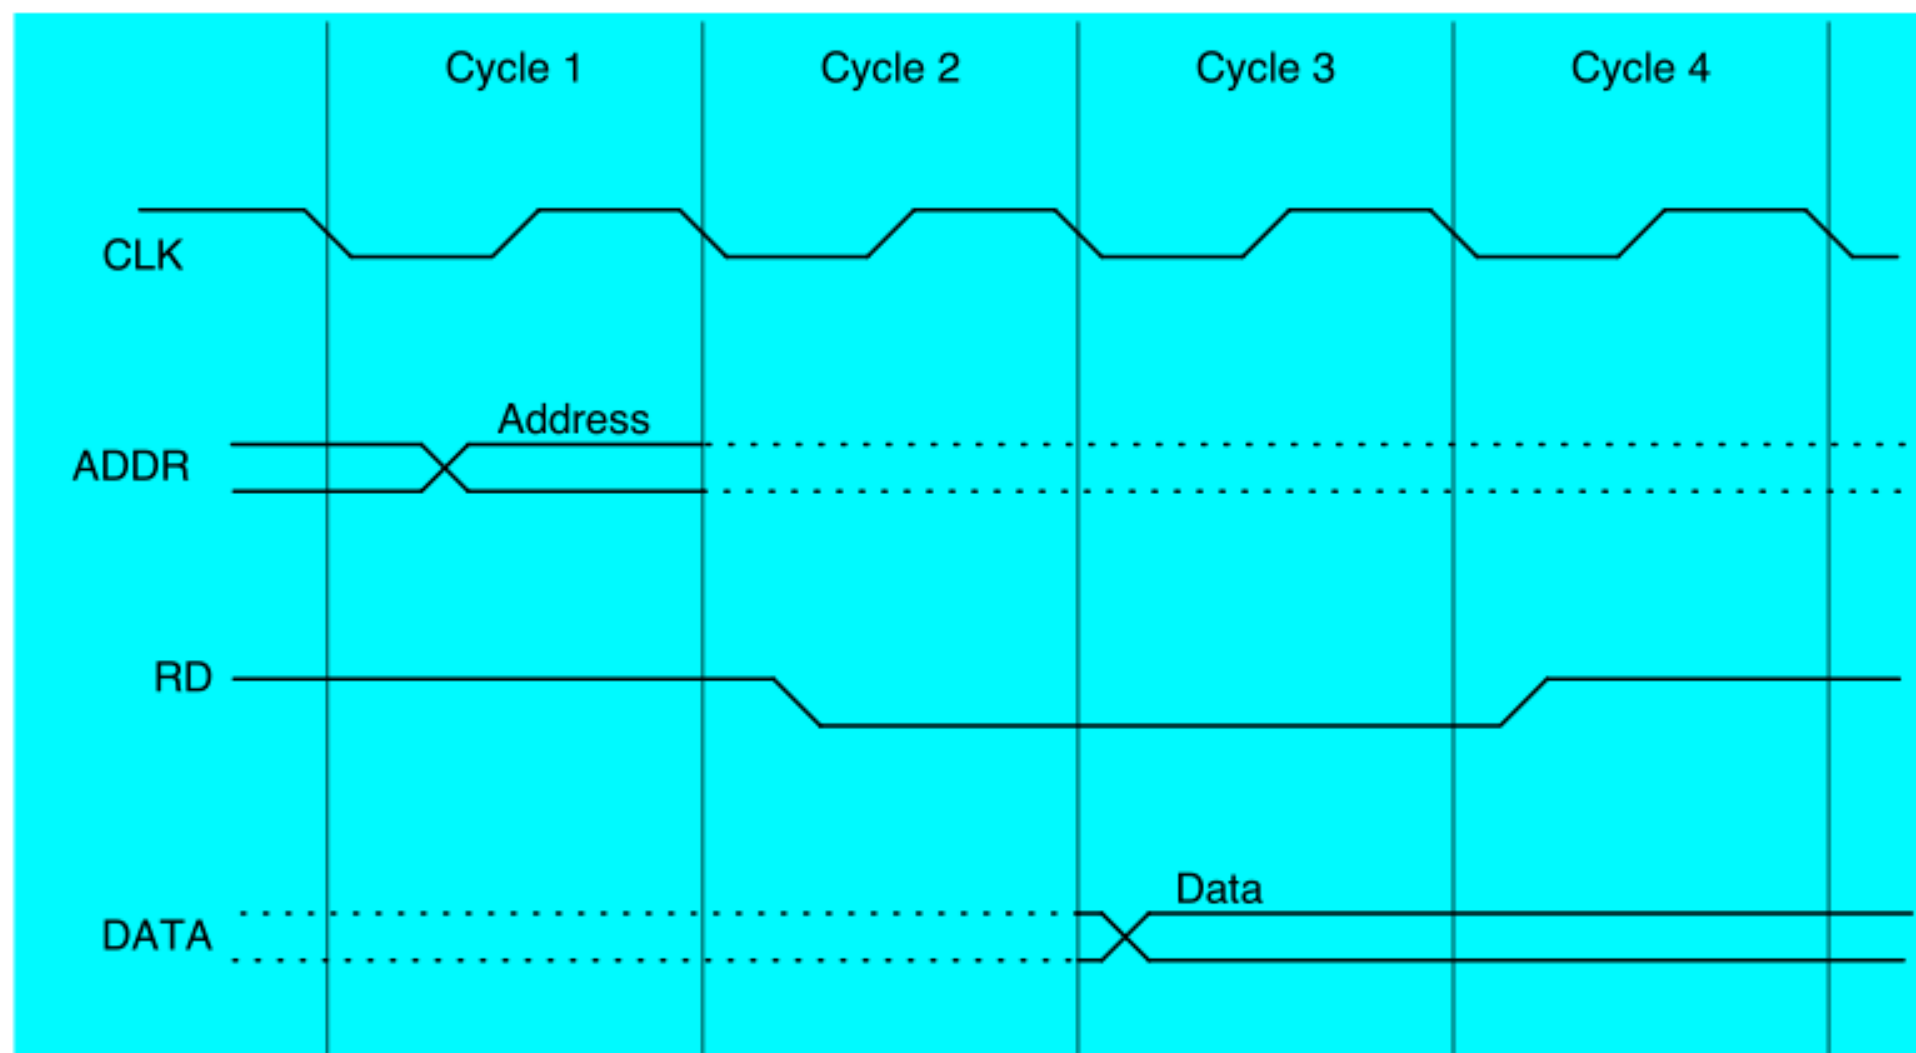 Cycle 1 Cycle 2 Cycle 3 Cycle 4
CLK
Address
ADDR
RD
Data
DATA